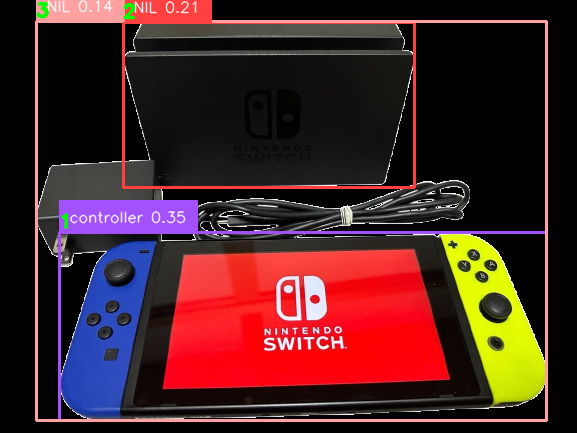 3 NIL 0.14
2 NIL 0.21
NINTENDO
SWITCH
1 controller 0.35
NINTENDO
SWITCH
Y
X
A
B